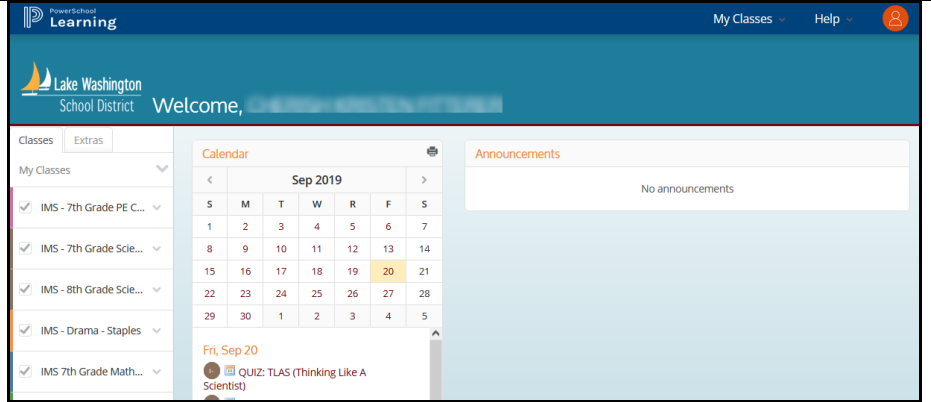 PowerSchool
Learning
My Classes
Help
Lake Washington
School District
Welcome,
Classes
Extras
My Classes
IMS - 7th Grade PE C...
IMS - 7th Grade Scie...
IMS - 8th Grade Scie...
IMS - Drama - Staples
IMS 7th Grade Math...
Calendar
< Sep 2019 >
S M T W R F S
1 2 3 4 5 6 7
8 9 10 11 12 13 14
15 16 17 18 19 20 21
22 23 24 25 26 27 28
29 30 1 2 3 4 5
Fri, Sep 20
QUIZ: TLAS (Thinking Like A
Scientist)
Announcements
No announcements